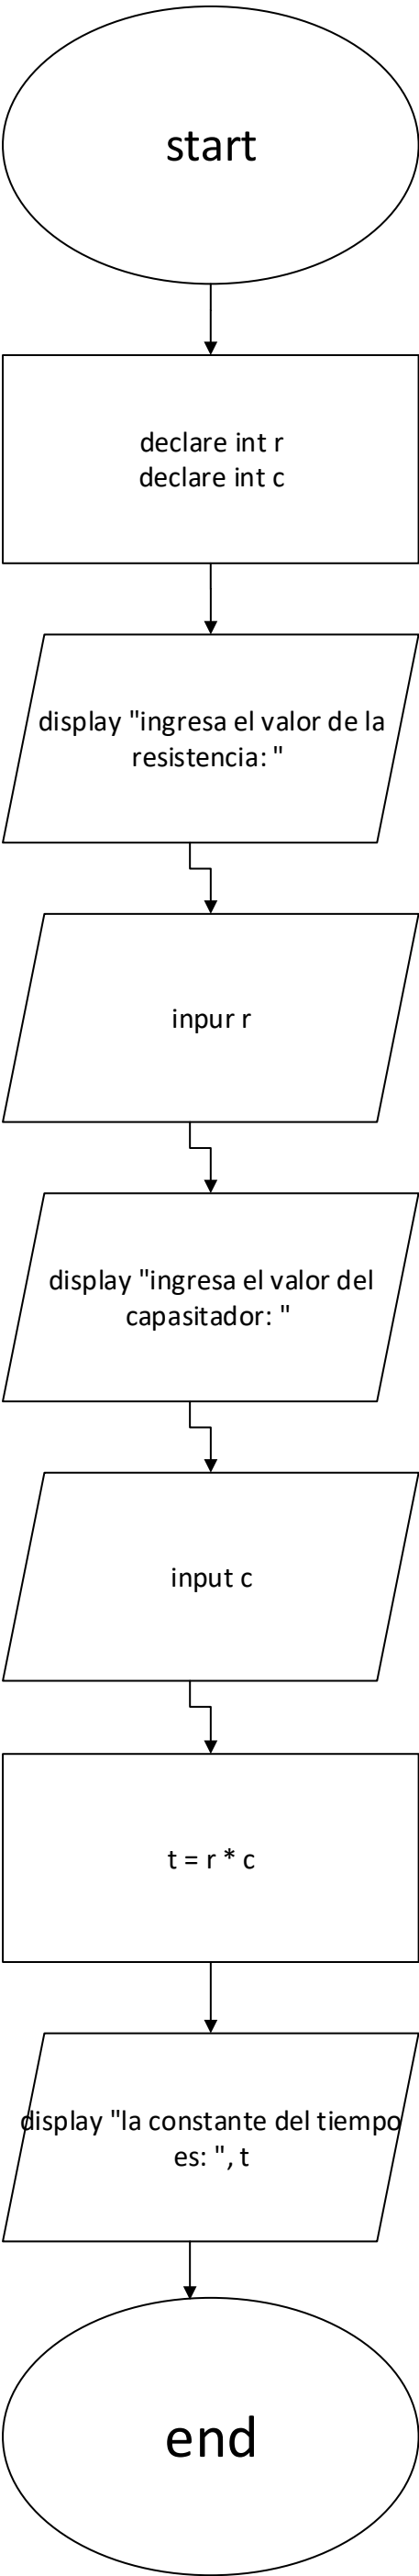 start
declare int r
declare int c
display "ingresa el valor de la
resistencia: "
inpur r
display "ingresa el valor del
capasitador: "
input c
t = r * c
display "la constante del tiempo
es: ", t
end